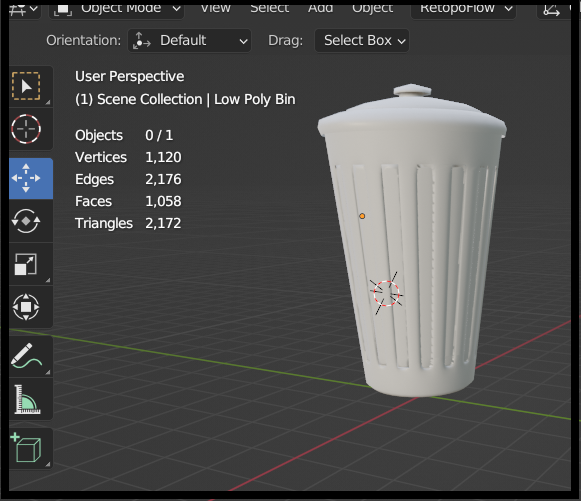 Object Mode View Select Add Object RetopoFlow
Orientation: Default Drag: Select Box
User Perspective
(1) Scene Collection | Low Poly Bin
Objects 0 / 1
Vertices 1,120
Edges 2,176
Faces 1,058
Triangles 2,172